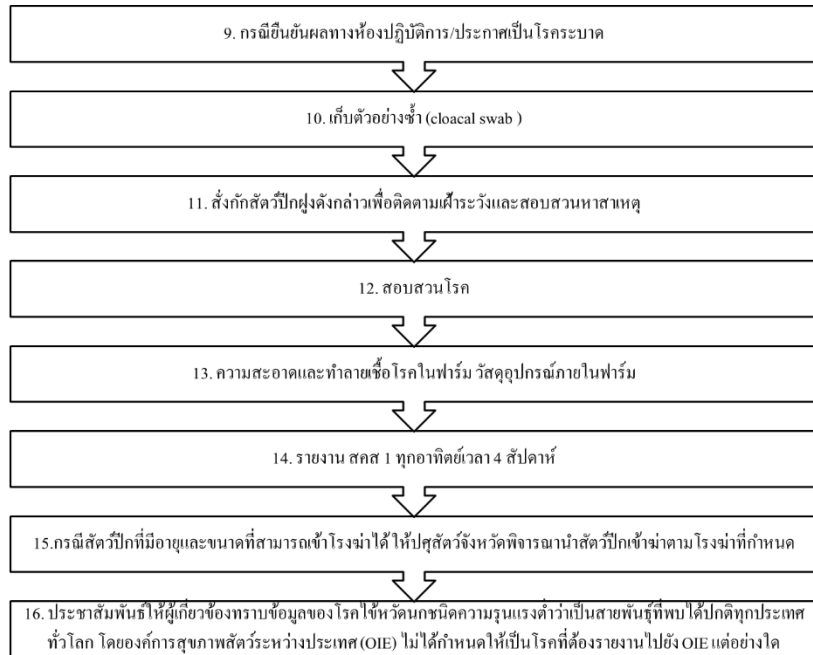 9. กรณียืนยันผลทางห้องปฏิบัติการ/ประกาศเป็นโรคระบาด
10. เก็บตัวอย่างซ้ำ (cloacal swab )
11. สั่งกักสัตว์ปีกฝูงดังกล่าวเพื่อติดตามเฝ้าระวังและสอบสวนหาสาเหตุ
12. สอบสวนโรค
13. ความสะอาดและทำลายเชื้อโรคในฟาร์ม วัสดุอุปกรณ์ภายในฟาร์ม
14. รายงาน สคส 1 ทุกอาทิตย์เวลา 4 สัปดาห์
15.กรณีสัตว์ปีกที่มีอายุและขนาดที่สามารถเข้าโรงฆ่าได้ ให้ปศุสัตว์จังหวัดพิจารณานำสัตว์ปีกเข้าฆ่าตามโรงฆ่าที่กำหนด
16. ประชาสัมพันธ์ให้ผู้เกี่ยวข้องทราบข้อมูลของโรคไข้หวัดนกชนิดความรุนแรงต่ำว่าเป็นสายพันธุ์ที่พบได้ปกติทุกประเทศ
ทั่วโลก โดยองค์การสุขภาพสัตว์ระหว่างประเทศ (OIE) ไม่ได้กำหนดให้เป็นโรคที่ต้องรายงานไปยัง OIE แต่อย่างใด